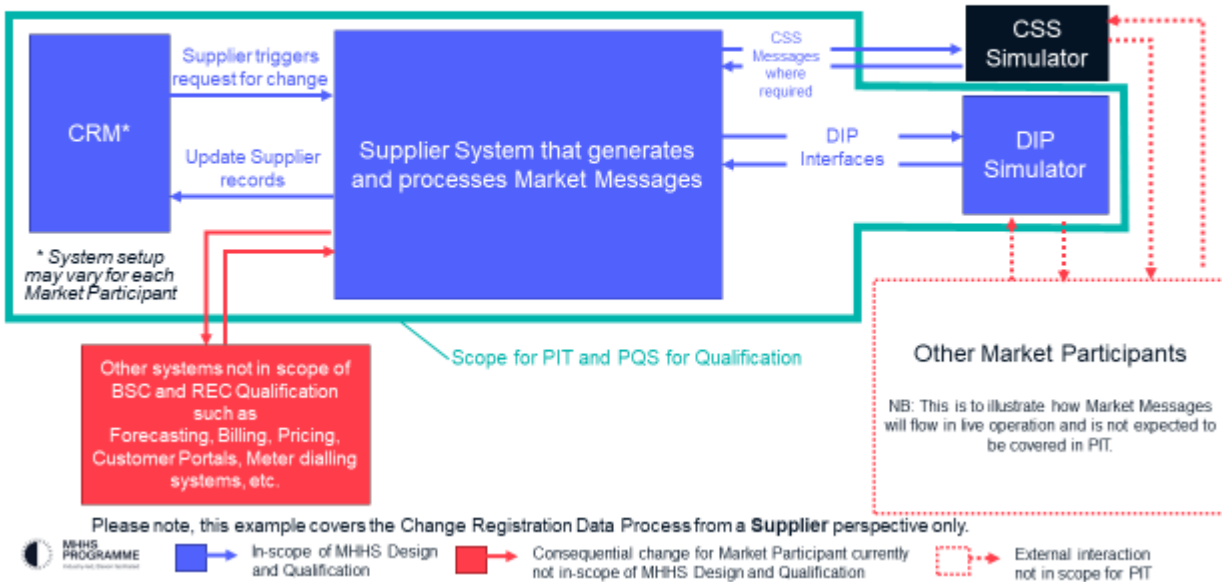 CRM*
Supplier triggers
request for change
Update Supplier
records
* System setup
may vary for each
Market Participant
Supplier System that generates
and processes Market Messages
CSS
Messages
where
required
CSS
Simulator
DIP
Interfaces
DIP
Simulator
Scope for PIT and PQS for Qualification
Other systems not in scope of
BSC and REC Qualification
such as
Forecasting, Billing, Pricing,
Customer Portals, Meter dialling
systems, etc.
Other Market Participants
NB: This is to illustrate how Market Messages
will flow in live operation and is not expected to
be covered in PIT.
Please note, this example covers the Change Registration Data Process from a Supplier perspective only.
MHHS
PROGRAMME
Industry-led, Elexon facilitated
In-scope of MHHS Design
and Qualification
Consequential change for Market Participant currently
not in-scope of MHHS Design and Qualification
External interaction
not in scope for PIT